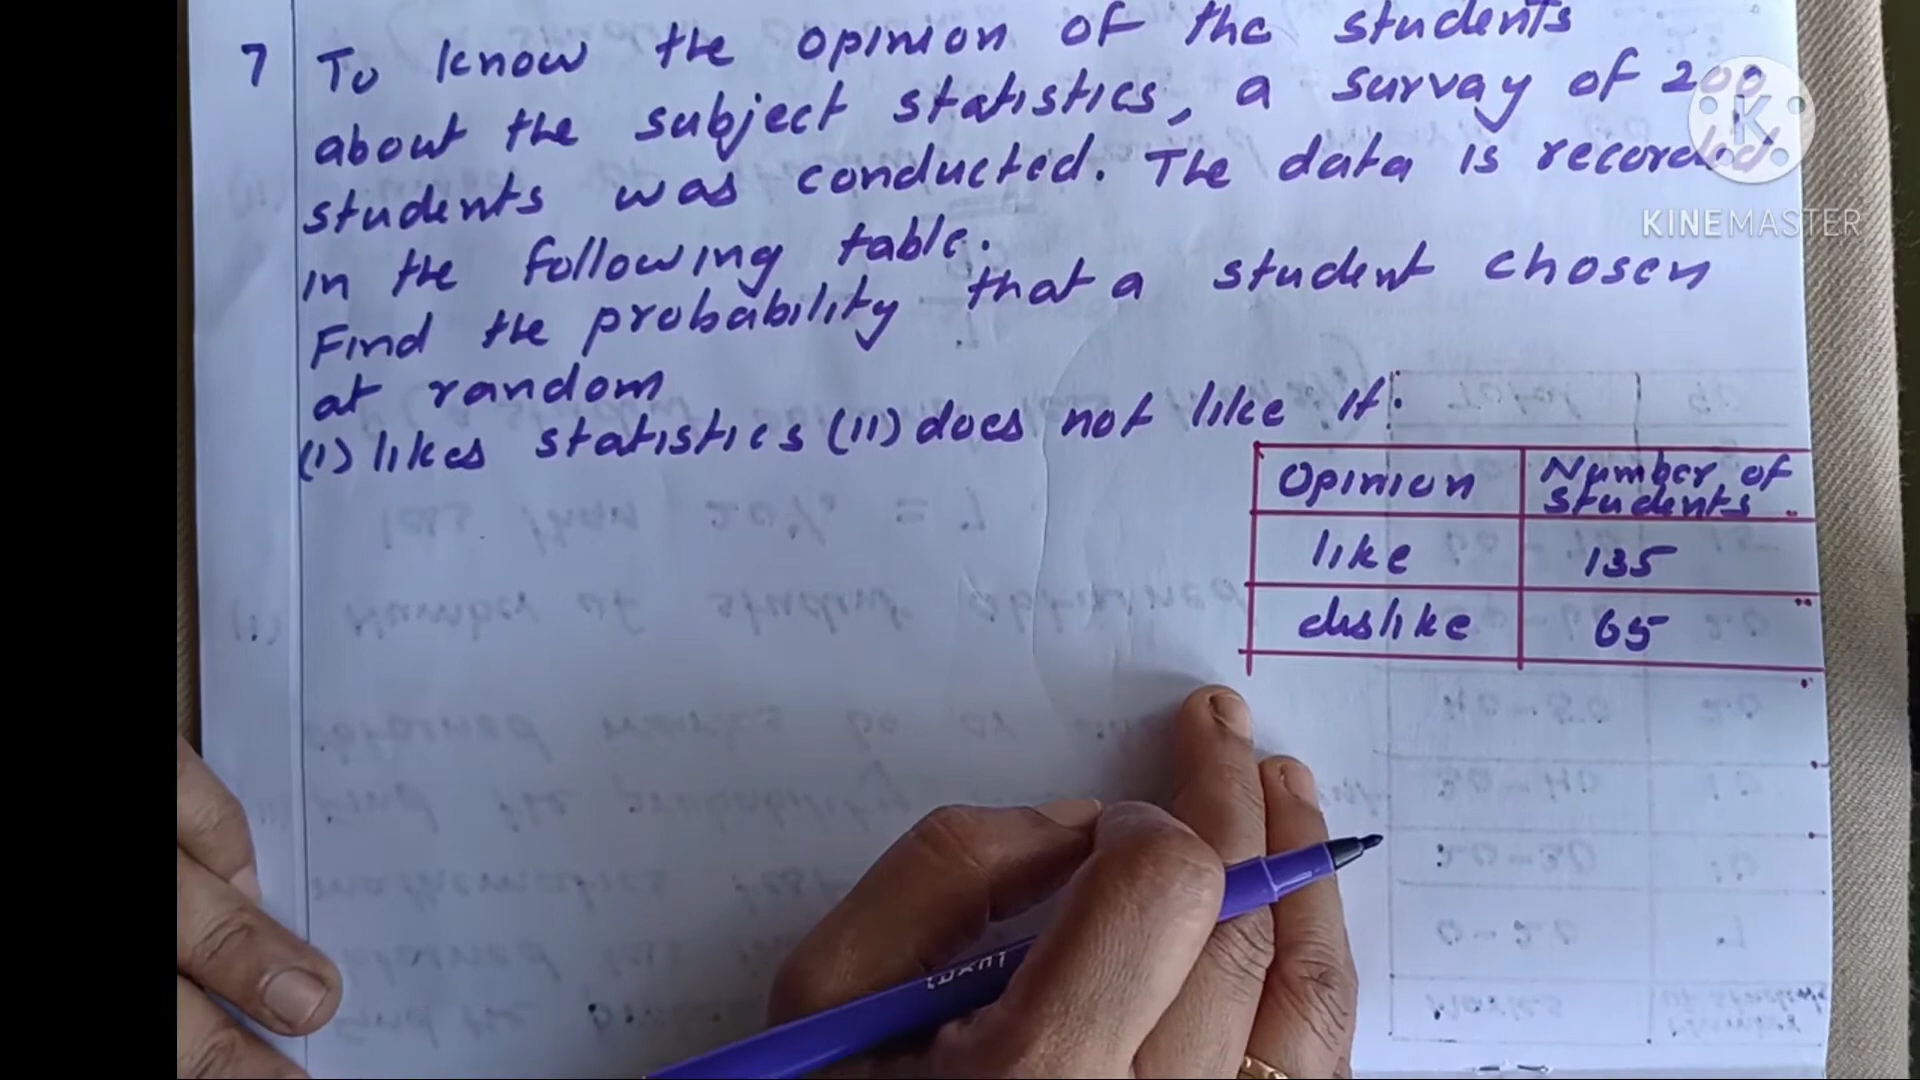 7 To know the opinion of the students
about the subject statistics, a survay of 200
students was conducted. The data is recorded
in the following table.
Find the probability that a student chosen
at random
(I) likes statistics (II) does not like it.
Opinion Number of students
like 135
dislike 65
K
KINEMASTER